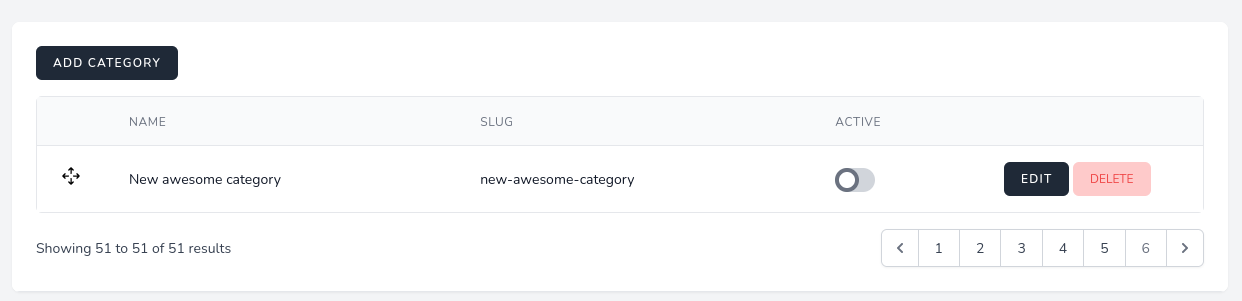 ADD CATEGORY
NAME SLUG ACTIVE
New awesome category new-awesome-category EDIT DELETE
Showing 51 to 51 of 51 results 1 2 3 4 5 6